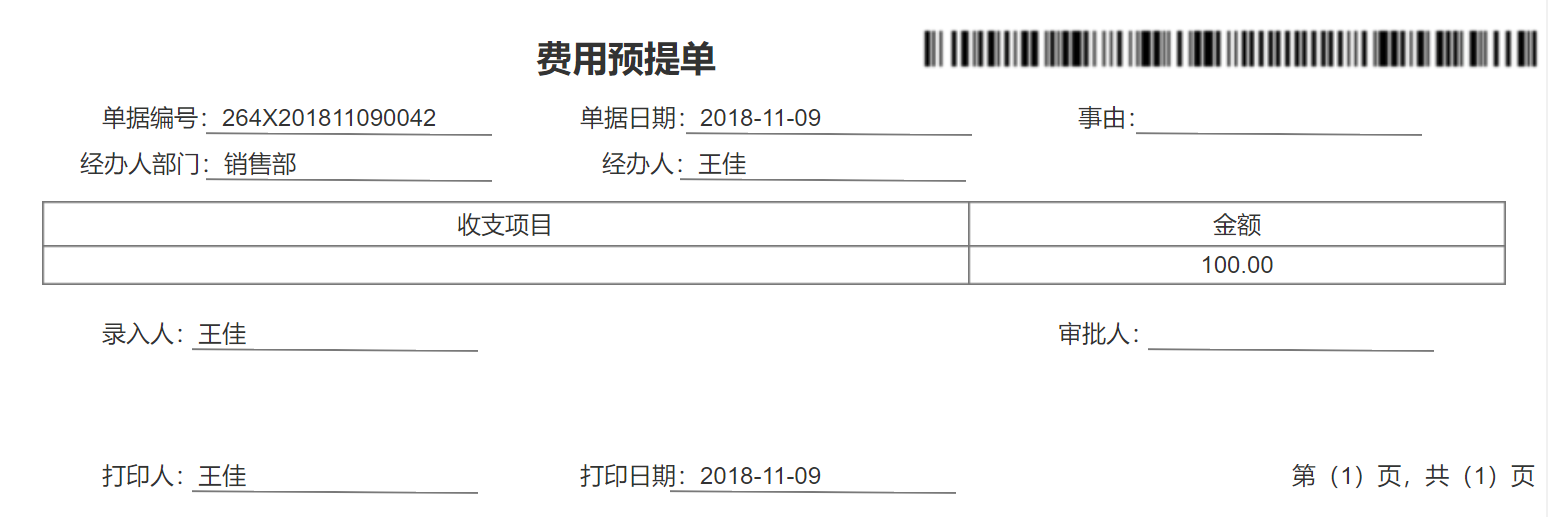 费用预提单
单据编号：264X201811090042 单据日期：2018-11-09 事由：
经办人部门：销售部 经办人：王佳
收支项目 金额
100.00
录入人：王佳 审批人：
打印人：王佳 打印日期：2018-11-09 第（1）页，共（1）页